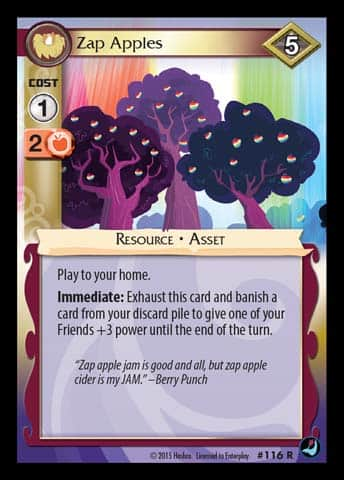 Zap Apples
5
COST
1
2
RESOURCE • ASSET
Play to your home.
Immediate: Exhaust this card and banish a
card from your discard pile to give one of your
Friends +3 power until the end of the turn.
“Zap apple jam is good and all, but zap apple
cider is my JAM.” –Berry Punch
© 2015 Hasbro. Licensed to Enterplay. #116 R